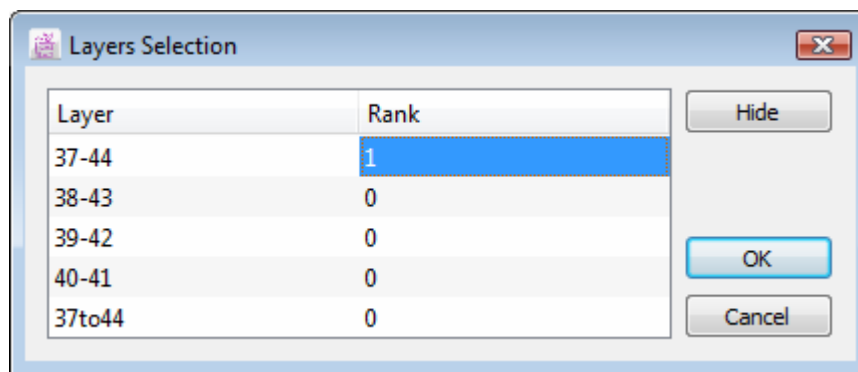 Layers Selection
Layer Rank Hide
37-44 1
38-43 0
39-42 0
OK
40-41 0
37to44 0 Cancel